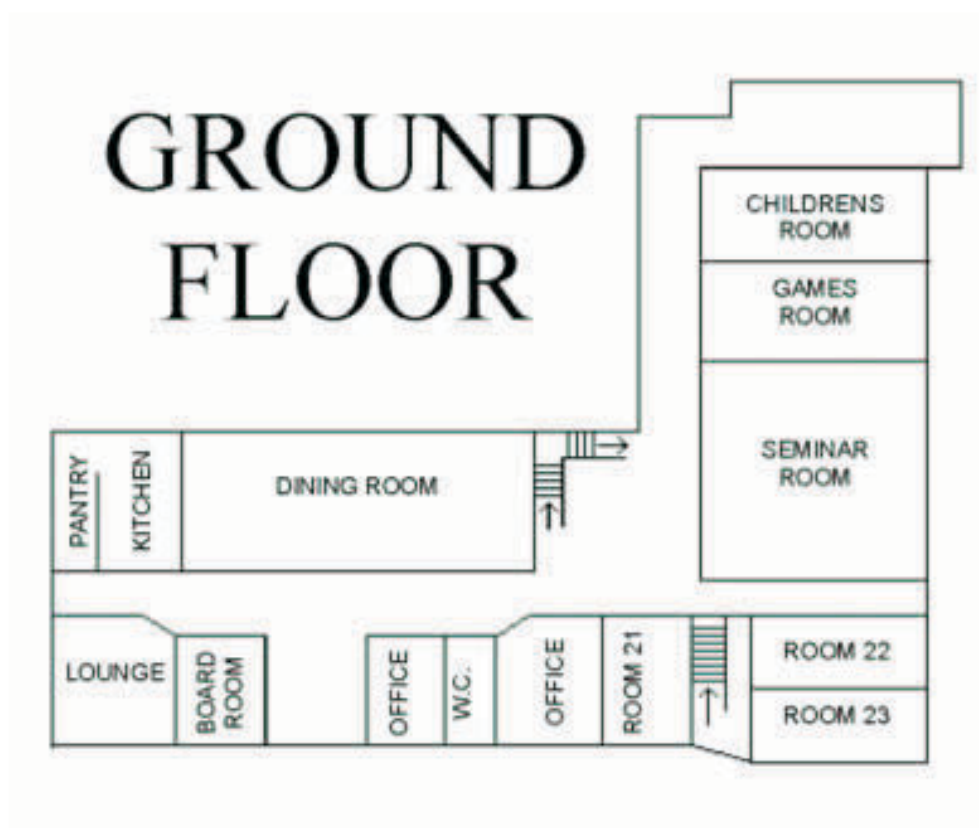 GROUND
FLOOR
CHILDRENS
ROOM
GAMES
ROOM
SEMINAR
ROOM
PANTRY
KITCHEN
DINING ROOM
LOUNGE
BOARD
ROOM
OFFICE
W.C.
OFFICE
ROOM 21
ROOM 22
ROOM 23